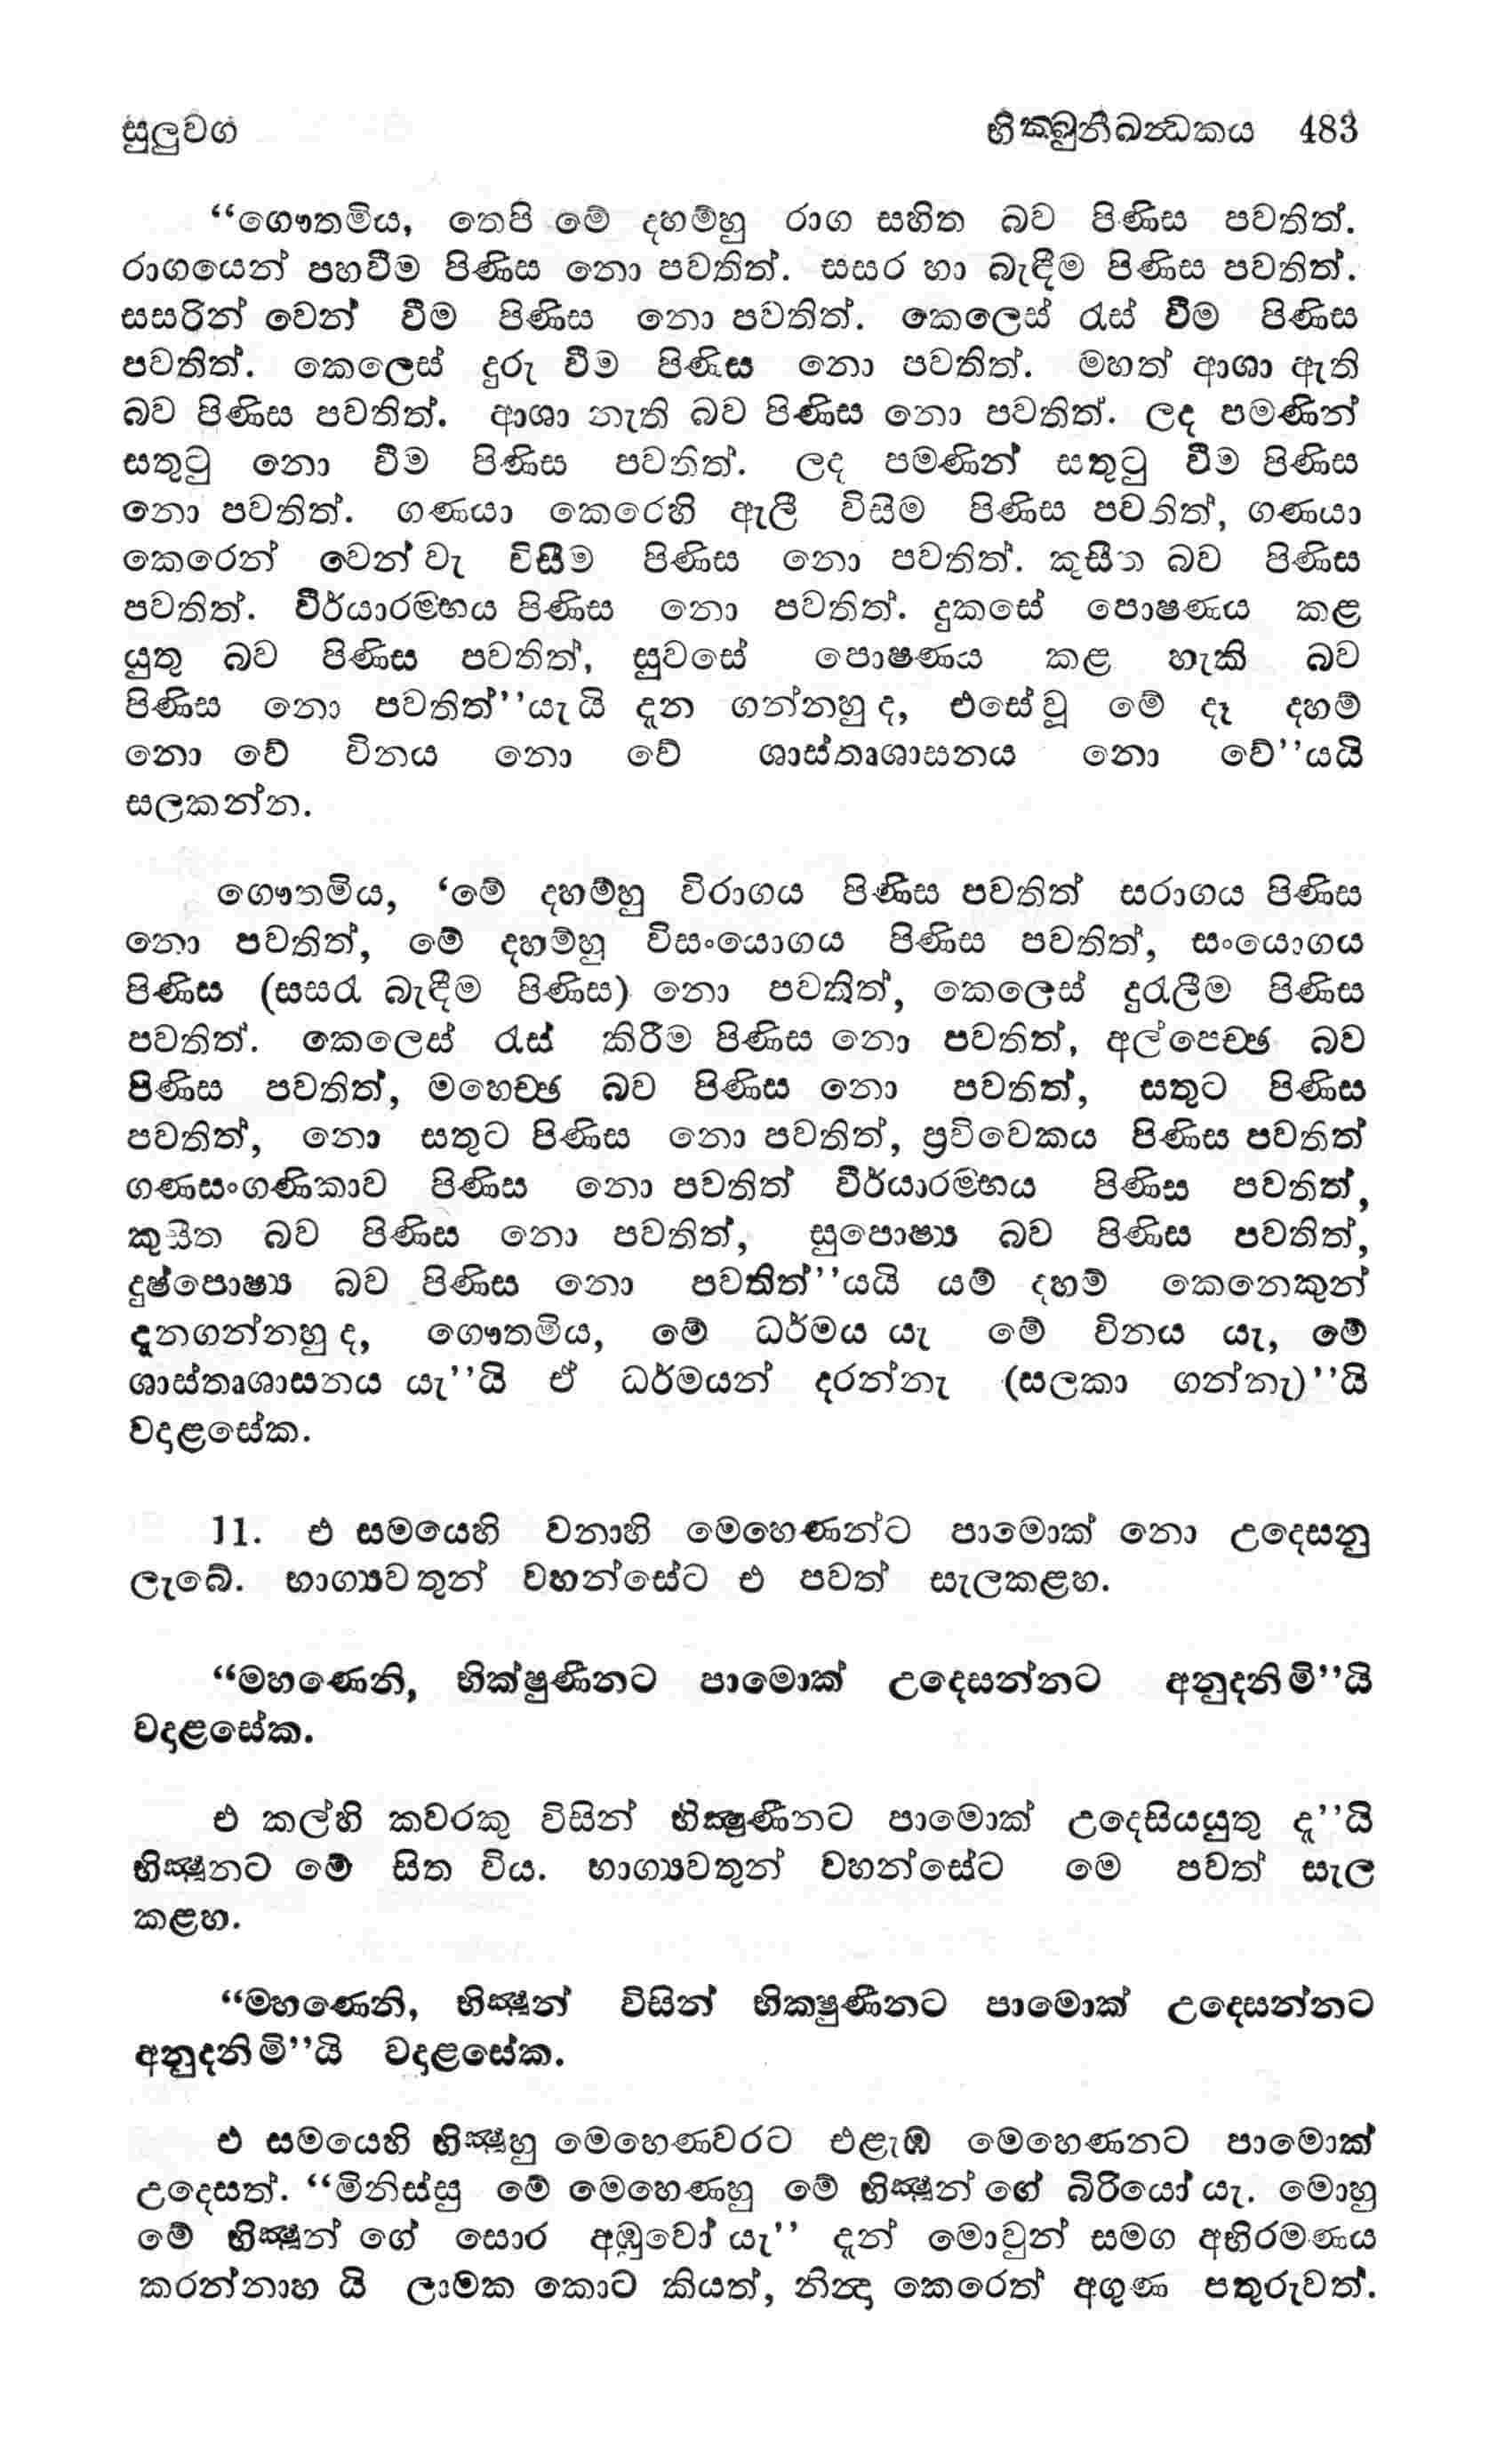 සුලුවග භික්ඛුනීඛන්ධකය 483
“ගෞතමිය, තෙපි මේ දහම්හු රාග සහිත බව පිණිස පවතිත්.
රාගයෙන් පහවීම පිණිස නො පවතිත්. සසර හා බැඳීම පිණිස පවතිත්.
සසරින් වෙන් වීම පිණිස නො පවතිත්. කෙලෙස් රැස් වීම පිණිස
පවතිත්. කෙලෙස් දුරු වීම පිණිස නො පවතිත්. මහත් ආශා ඇති
බව පිණිස පවතිත්. ආශා නැති බව පිණිස නො පවතිත්. ලද පමණින්
සතුටු නො වීම පිණිස පවතිත්. ලද පමණින් සතුටු වීම පිණිස
නො පවතිත්. ගණයා කෙරෙහි ඇලී විසිම පිණිස පවතිත්, ගණයා
කෙරෙන් වෙන් වැ විසීම පිණිස නො පවතිත්. කුසීත බව පිණිස
පවතිත්. වීර්යාරම්භය පිණිස නො පවතිත්. දුකසේ පොෂණය කළ
යුතු බව පිණිස පවතිත්, සුවසේ පොෂණය කළ හැකි බව
පිණිස නො පවතිත්’’යැ යි දැන ගන්නහු ද, එසේ වූ මේ දෑ දහම්
නො වේ විනය නො වේ ශාස්තෘශාසනය නො වේ’’යයි
සලකන්න.
ගෞතමිය, ‘මේ දහම්හු විරාගය පිණිස පවතිත් සරාගය පිණිස
නො පවතිත්, මේ දහම්හු විසංයොගය පිණිස පවතිත්, සංයොගය
පිණිස (සසරැ බැඳීම පිණිස) නො පවතිත්, කෙලෙස් දුරැලීම පිණිස
පවතිත්. කෙලෙස් රැස් කිරීම පිණිස නො පවතිත්, අල්පෙච්ඡ බව
පිණිස පවතිත්, මහෙච්ඡ බව පිණිස නො පවතිත්, සතුට පිණිස
පවතිත්, නො සතුට පිණිස නො පවතිත්, ප්‍රවිවෙකය පිණිස පවතිත්
ගණසංගණිකාව පිණිස නො පවතිත් වීර්යාරම්භය පිණිස පවතිත්,
කුසීත බව පිණිස නො පවතිත්, සුපොෂ්‍ය බව පිණිස පවතිත්,
දුෂ්පොෂ්‍ය බව පිණිස නො පවතිත්’’යයි යම් දහම් කෙනෙකුන්
දැනගන්නහු ද, ගෞතමිය, මේ ධර්මය යැ මේ විනය යැ, මේ
ශාස්තෘශාසනය යැ’’යි ඒ ධර්මයන් දරන්නැ (සලකා ගන්නැ)’’යි
වදාළසේක.
11. එ සමයෙහි වනාහි මෙහෙණන්ට පාමොක් නො උදෙසනු
ලැබේ. භාග්‍යවතුන් වහන්සේට එ පවත් සැලකළහ.
“මහණෙනි, භික්ෂුණීනට පාමොක් උදෙසන්නට අනුදනිමි’’යි
වදාළසේක.
එ කල්හි කවරකු විසින් භික්ෂුණීනට පාමොක් උදෙසියයුතු දැ’’යි
භික්ෂූනට මේ සිත විය. භාග්‍යවතුන් වහන්සේට මෙ පවත් සැල
කළහ.
“මහණෙනි, භික්ෂූන් විසින් භික්ෂුණීනට පාමොක් උදෙසන්නට
අනුදනිමි’’යි වදාළසේක.
එ සමයෙහි භික්ෂූහු මෙහෙණවරට එළැඹ මෙහෙණනට පාමොක්
උදෙසත්. “මිනිස්සු මේ මෙහෙණහු මේ භික්ෂූන් ගේ බිරියෝ යැ. මොහු
මේ භික්ෂූන් ගේ සොර අඹුවෝ යැ’’ දැන් මොවුන් සමග අභිරමණය
කරන්නාහ යි ලාමක කොට කියත්, නින්‍දා කෙරෙත් අගුණ පතුරුවත්.